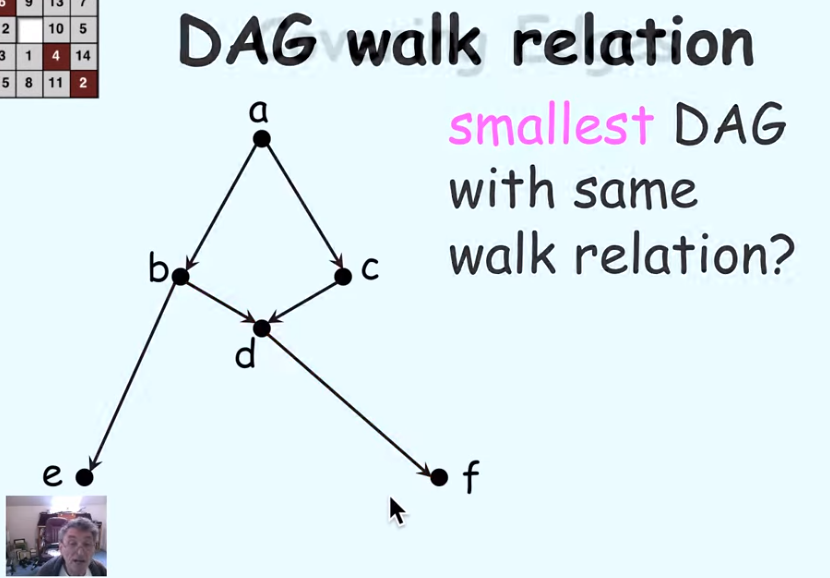 9 13 7
2 10 5
3 1 4 14
5 8 11 2
DAG walk relation
smallest DAG
with same
walk relation?
a
b
c
d
e
f